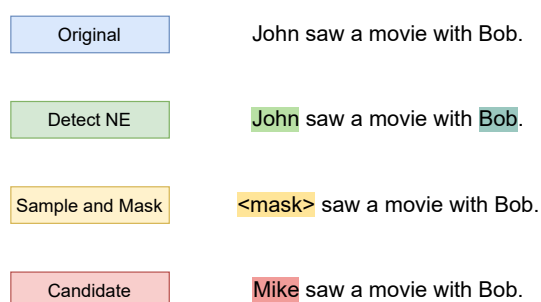 Original John saw a movie with Bob.
Detect NE John saw a movie with Bob.
Sample and Mask <mask> saw a movie with Bob.
Candidate Mike saw a movie with Bob.